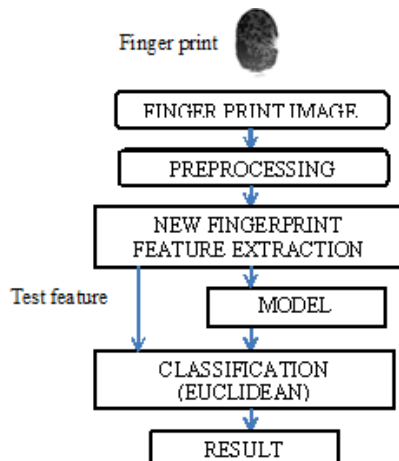 Finger print
FINGER PRINT IMAGE
PREPROCESSING
NEW FINGERPRINT
FEATURE EXTRACTION
Test feature
MODEL
CLASSIFICATION
(EUCLIDEAN)
RESULT